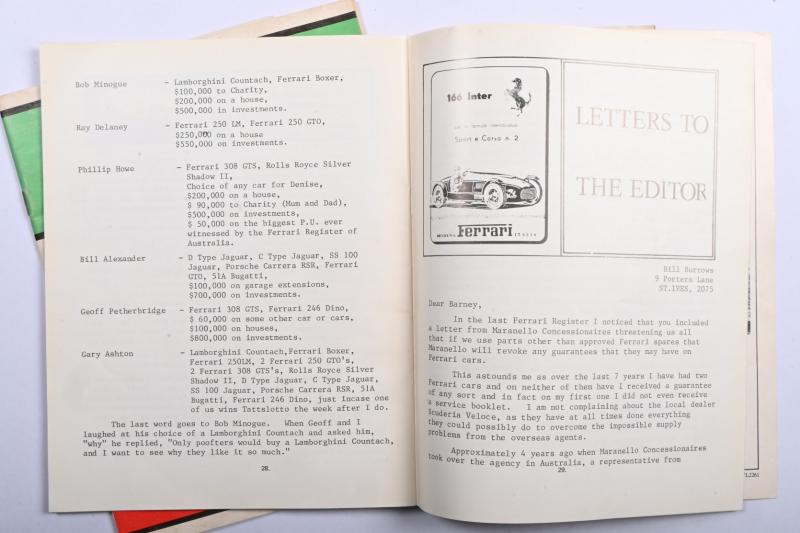 Bob Minogue - Lamborghini Countach, Ferrari Boxer,
$100,000 to Charity,
$200,000 on a house,
$500,000 in investments.
Ray Delaney - Ferrari 250 LM, Ferrari 250 GTO,
$250,000 on a house
$550,000 on investments.
Phillip Howe - Ferrari 308 GTS, Rolls Royce Silver
Shadow II,
Choice of any car for Denise,
$200,000 on a house,
$ 90,000 to Charity (Mum and Dad),
$500,000 on investments,
$ 50,000 on the biggest P.U. ever
witnessed by the Ferrari Register of
Australia.
Bill Alexander - D Type Jaguar, C Type Jaguar, SS 100
Jaguar, Porsche Carrera RSR, Ferrari
GTO, 51A Bugatti,
$100,000 on garage extensions,
$700,000 on investments.
Geoff Petherbridge - Ferrari 308 GTS, Ferrari 246 Dino,
$ 60,000 on some other car or cars,
$100,000 on houses,
$800,000 on investments.
Gary Ashton - Lamborghini Countach,Ferrari Boxer,
Ferrari 250LM, 2 Ferrari 250 GTO's,
2 Ferrari 308 GTS's, Rolls Royce Silver
Shadow II, D Type Jaguar, C Type Jaguar,
SS 100 Jaguar, Porsche Carrera RSR, 51A
Bugatti, Ferrari 246 Dino, just incase one
of us wins Tattslotto the week after I do.
The last word goes to Bob Minogue. When Geoff and I
laughed at his choice of a Lamborghini Countach and asked him,
"why" he replied, "Only poofters would buy a Lamborghini Countach,
and I want to see why they like it so much."
28.
166 Inter
Sport e Corsa n. 2
MODENA Ferrari ITALIA
LETTERS TO
THE EDITOR
Bill Burrows
9 Porters Lane
ST.IVES, 2075
Dear Barney,
In the last Ferrari Register I noticed that you included
a letter from Maranello Concessionaires threatening us all
that if we use parts other than approved Ferrari spares that
Maranello will revoke any guarantees that they may have on
Ferrari cars.
This astounds me as over the last 7 years I have had two
Ferrari cars and on neither of them have I received a guarantee
of any sort and in fact on my first one I did not even receive
a service booklet. I am not complaining about the local dealer
Scuderia Veloce, as they have at all times done everything
they could possibly do to overcome the impossible supply
problems from the overseas agents.
Approximately 4 years ago when Maranello Concessionaires
took over the agency in Australia, a representative from
29.